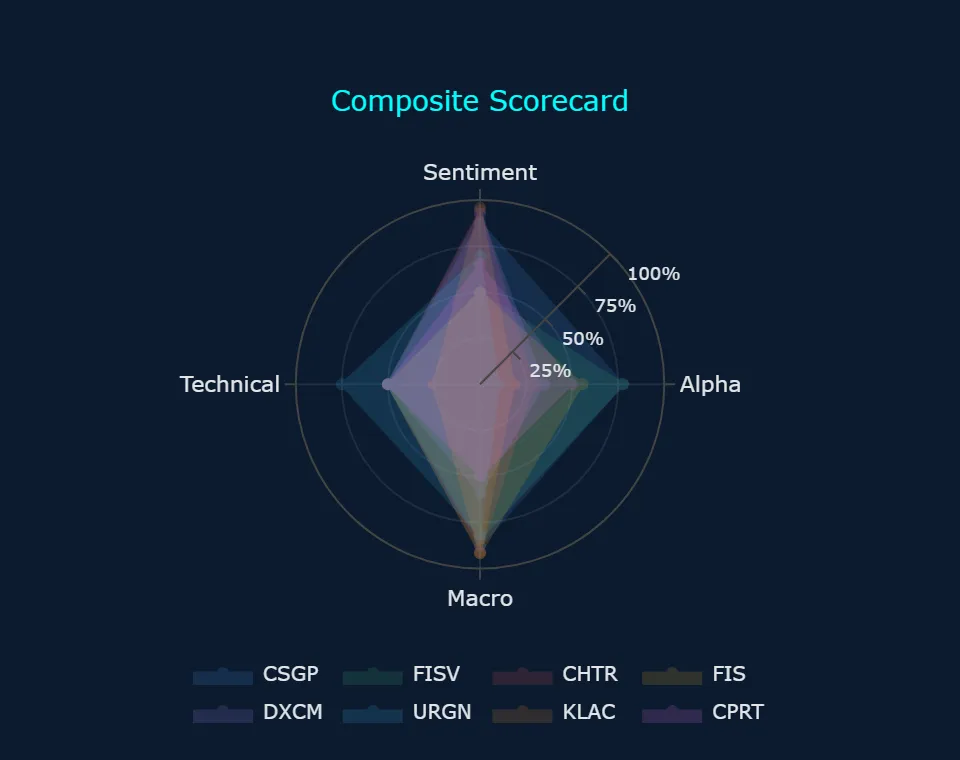 Composite Scorecard
Sentiment
100%
75%
50%
25%
Technical
Alpha
Macro
CSGP FISV CHTR FIS
DXCM URGN KLAC CPRT